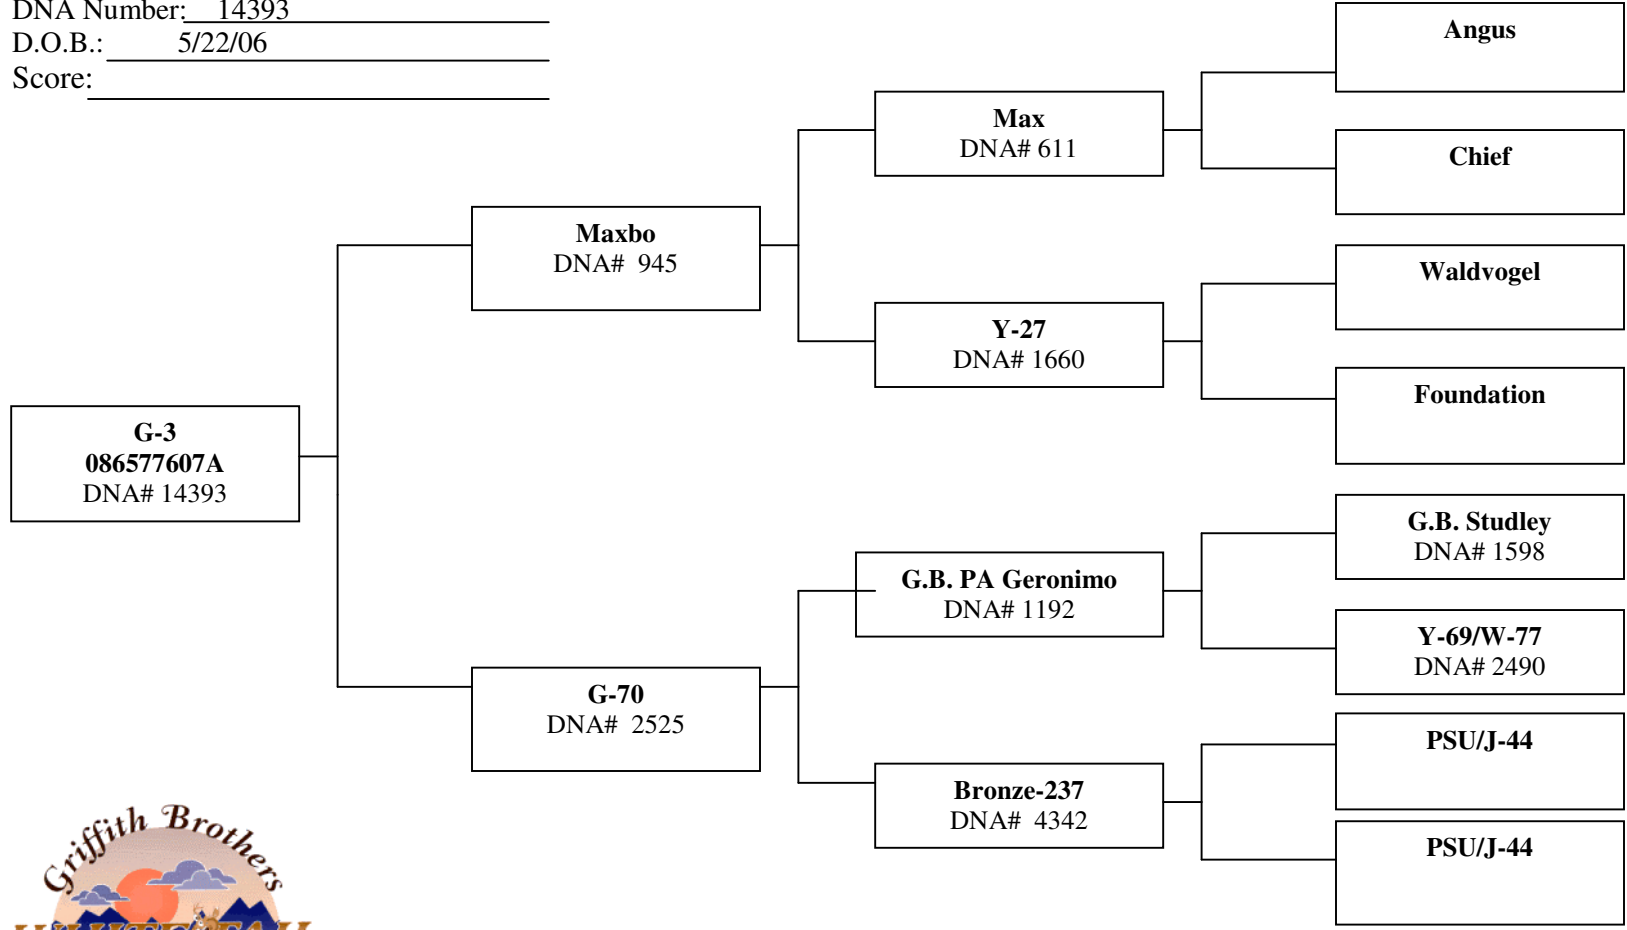 DNA Number: 14393
D.O.B.: 5/22/06
Score:
Angus
Max
DNA# 611
Chief
Maxbo
DNA# 945
Waldvogel
Y-27
DNA# 1660
Foundation
G-3
086577607A
DNA# 14393
G.B. Studley
DNA# 1598
G.B. PA Geronimo
DNA# 1192
Y-69/W-77
DNA# 2490
G-70
DNA# 2525
PSU/J-44
Bronze-237
DNA# 4342
PSU/J-44
Griffith Brothers